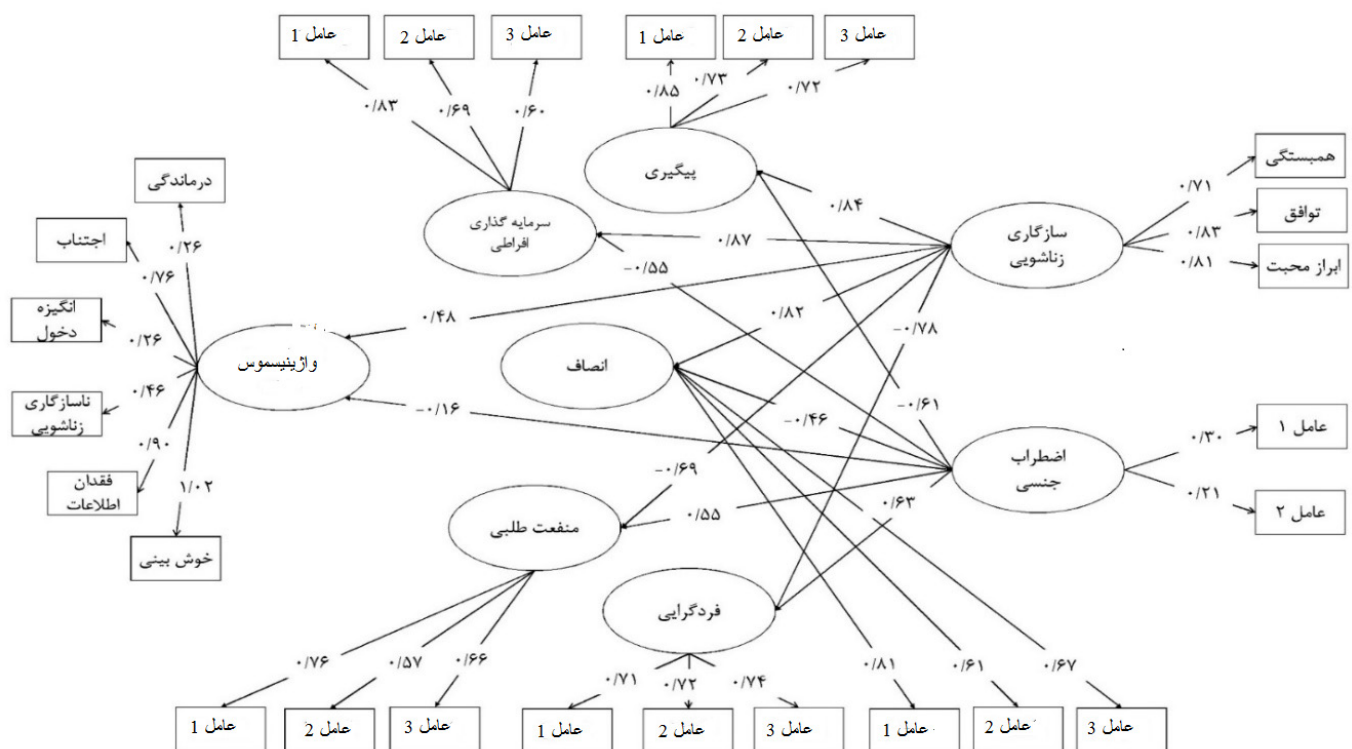 عامل 1
عامل 2
عامل 3
عامل 1
عامل 2
عامل 3
۰/۸۳
۰/۶۹
۰/۶۰
۰/۸۵
۰/۷۳
۰/۷۲
درماندگی
اجتناب
انگیزه
دخول
ناسازگاری
زناشویی
فقدان
اطلاعات
خوش بینی
۰/۲۶
۰/۷۶
۰/۲۶
۰/۴۶
۰/۹۰
۱/۰۲
واژینیسموس
سرمایه گذاری
افراطی
پیگیری
انصاف
منفعت طلبی
فردگرایی
سازگاری
زناشویی
اضطراب
جنسی
۰/۸۴
۰/۸۷
-۰/۵۵
۰/۴۸
۰/۸۲
-۰/۷۸
-۰/۱۶
-۰/۴۶
-۰/۶۱
-۰/۶۹
۰/۵۵
۰/۶۳
همبستگی
توافق
ابراز محبت
۰/۷۱
۰/۸۳
۰/۸۱
عامل ۱
عامل ۲
۰/۳۰
۰/۲۱
۰/۷۶
۰/۵۷
۰/۶۶
۰/۷۱
۰/۷۲
۰/۷۴
۰/۸۱
۰/۶۱
۰/۶۷
عامل 1
عامل 2
عامل 3
عامل 1
عامل 2
عامل 3
عامل 1
عامل 2
عامل 3